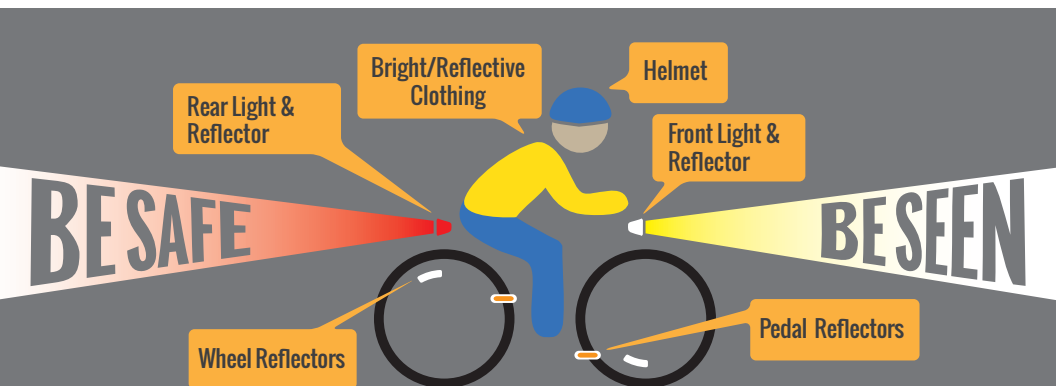 Bright/Reflective
Clothing
Helmet
Rear Light &
Reflector
Front Light &
Reflector
BE SAFE
BE SEEN
Wheel Reflectors
Pedal Reflectors